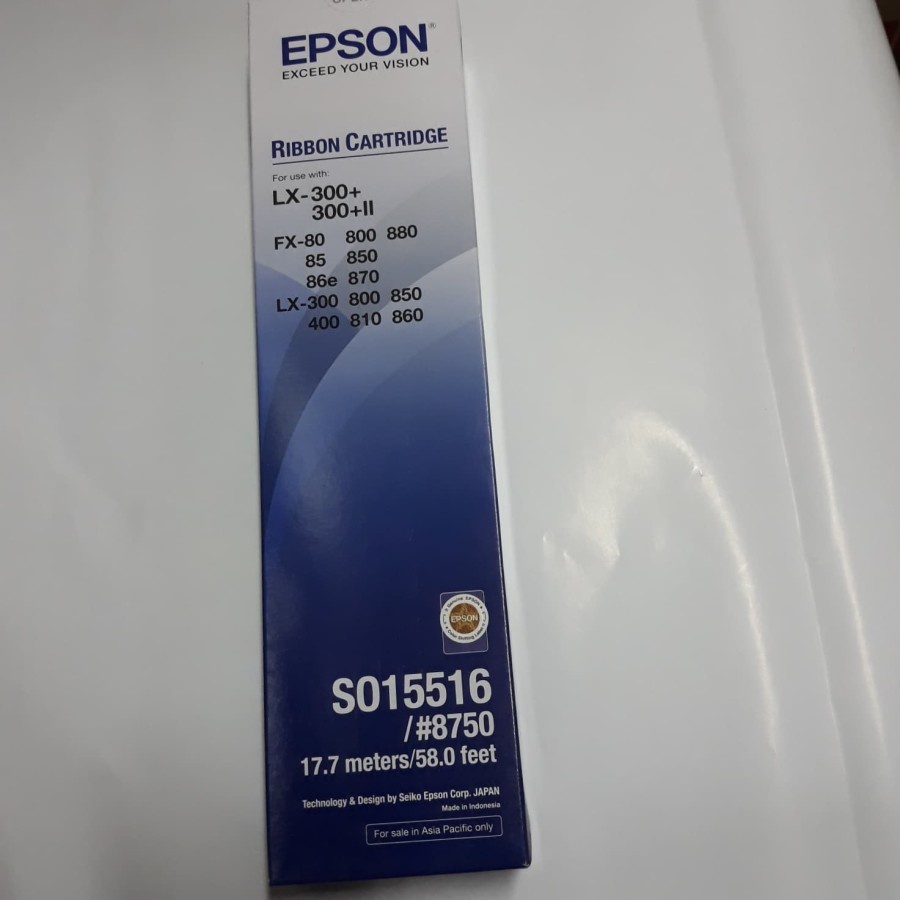 EPSON®
EXCEED YOUR VISION
RIBBON CARTRIDGE
For use with:
LX-300+
300+II
FX-80 800 880
85 850
86e 870
LX-300 800 850
400 810 860
Genuine EPSON
EPSON
S015516
/#8750
17.7 meters/58.0 feet
Technology & Design by Seiko Epson Corp. JAPAN
Made in Indonesia
For sale in Asia Pacific only